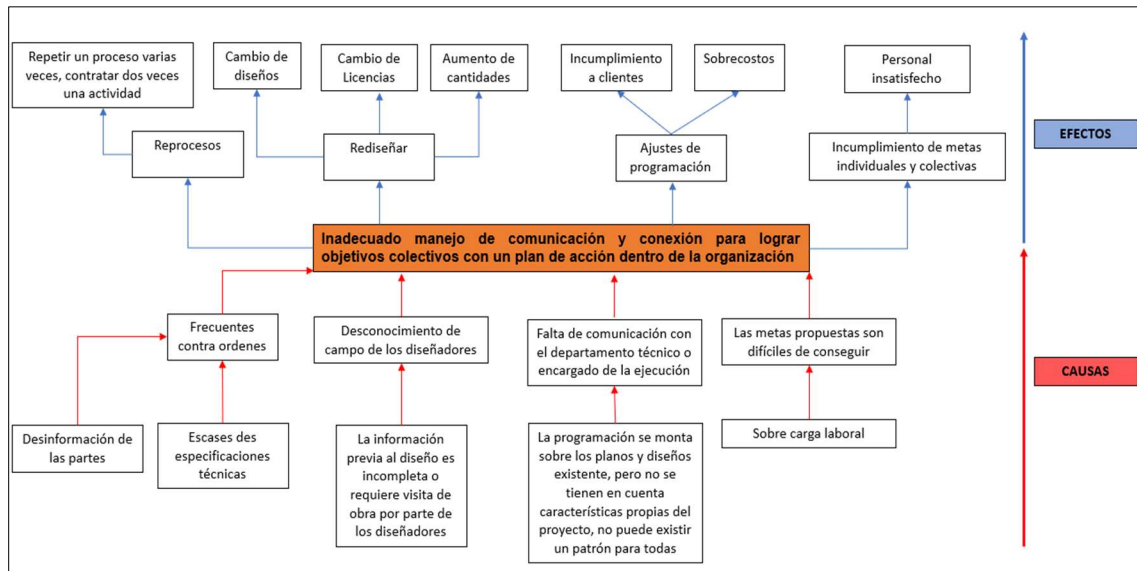 Repetir un proceso varias
veces, contratar dos veces
una actividad
Cambio de
diseños
Cambio de
Licencias
Aumento de
cantidades
Incumplimiento
a clientes
Sobrecostos
Personal
insatisfecho
Reprocesos
Rediseñar
Ajustes de
programación
Incumplimiento de metas
individuales y colectivas
EFECTOS
Inadecuado manejo de comunicación y conexión para lograr
objetivos colectivos con un plan de acción dentro de la organización
Frecuentes
contra ordenes
Desconocimiento de
campo de los diseñadores
Falta de comunicación con
el departamento técnico o
encargado de la ejecución
Las metas propuestas son
difíciles de conseguir
CAUSAS
Desinformación de
las partes
Escases des
especificaciones
técnicas
La información
previa al diseño es
incompleta o
requiere visita de
obra por parte de
los diseñadores
La programación se monta
sobre los planos y diseños
existente, pero no se
tienen en cuenta
características propias del
proyecto, no puede existir
un patrón para todas
Sobre carga laboral